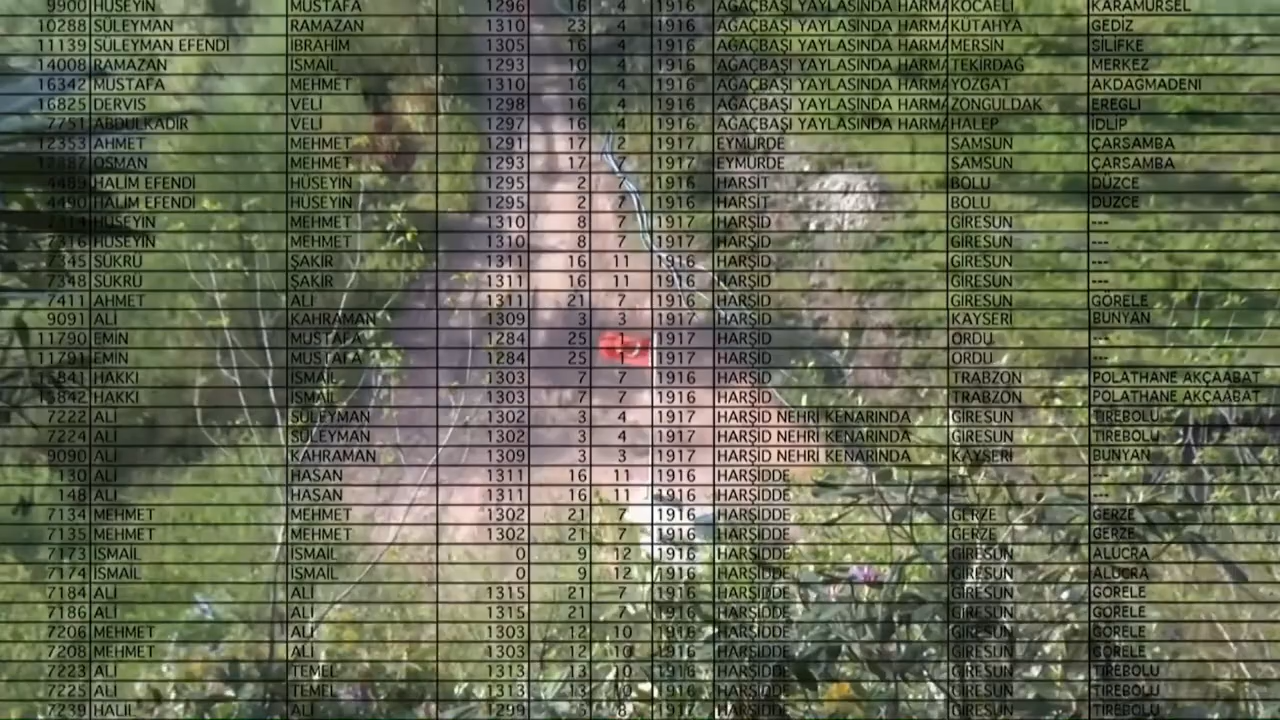 9900 HÜSEYİN MUSTAFA 1296 16 4 1916 AĞAÇBAŞI YAYLASINDA HARMA KOCAELİ KARAMÜRSEL
10288 SÜLEYMAN RAMAZAN 1310 23 4 1916 AĞAÇBAŞI YAYLASINDA HARMA KÜTAHYA GEDİZ
11139 SÜLEYMAN EFENDİ İBRAHİM 1305 16 4 1916 AĞAÇBAŞI YAYLASINDA HARMA MERSİN SİLİFKE
14008 RAMAZAN İSMAİL 1293 10 4 1916 AĞAÇBAŞI YAYLASINDA HARMA TEKİRDAĞ MERKEZ
16342 MUSTAFA MEHMET 1310 16 4 1916 AĞAÇBAŞI YAYLASINDA HARMA YOZGAT AKDAĞMADENİ
16825 DERVİŞ VELİ 1298 16 4 1916 AĞAÇBAŞI YAYLASINDA HARMA ZONGULDAK EREĞLİ
7751 ABDÜLKADİR VELİ 1297 16 4 1916 AĞAÇBAŞI YAYLASINDA HARMA HALEP İDLİP
12353 AHMET MEHMET 1291 17 2 1917 EYMÜRDE SAMSUN ÇARŞAMBA
12887 OSMAN MEHMET 1293 17 7 1917 EYMÜRDE SAMSUN ÇARŞAMBA
4489 HALİM EFENDİ HÜSEYİN 1295 2 7 1916 HARŞİT BOLU DÜZCE
4490 HALİM EFENDİ HÜSEYİN 1295 2 7 1916 HARŞİT BOLU DÜZCE
7314 HÜSEYİN MEHMET 1310 8 7 1917 HARŞİD GİRESUN ---
7316 HÜSEYİN MEHMET 1310 8 7 1917 HARŞİD GİRESUN ---
7345 ŞÜKRÜ ŞAKİR 1311 16 11 1916 HARŞİD GİRESUN ---
7348 ŞÜKRÜ ŞAKİR 1311 16 11 1916 HARŞİD GİRESUN ---
7411 AHMET ALİ 1311 21 7 1916 HARŞİD GİRESUN GÖRELE
9091 ALİ KAHRAMAN 1309 3 3 1917 HARŞİD KAYSERİ BÜNYAN
11790 EMİN MUSTAFA 1284 25 1 1917 HARŞİD ORDU ---
11791 EMİN MUSTAFA 1284 25 1 1917 HARŞİD ORDU ---
15841 HAKKI İSMAİL 1303 7 7 1916 HARŞİD TRABZON POLATHANE AKÇAABAT
15842 HAKKI İSMAİL 1303 7 7 1916 HARŞİD TRABZON POLATHANE AKÇAABAT
7222 ALİ SÜLEYMAN 1302 3 4 1917 HARŞİD NEHRİ KENARINDA GİRESUN TİREBOLU
7224 ALİ SÜLEYMAN 1302 3 4 1917 HARŞİD NEHRİ KENARINDA GİRESUN TİREBOLU
9090 ALİ KAHRAMAN 1309 3 3 1917 HARŞİD NEHRİ KENARINDA KAYSERİ BÜNYAN
130 ALİ HASAN 1311 16 11 1916 HARŞİDDE ---
148 ALİ HASAN 1311 16 11 1916 HARŞİDDE ---
7134 MEHMET MEHMET 1302 21 7 1916 HARŞİDDE GERZE GERZE
7135 MEHMET MEHMET 1302 21 7 1916 HARŞİDDE GERZE GERZE
7173 İSMAİL İSMAİL 0 9 12 1916 HARŞİDDE GİRESUN ALUCRA
7174 İSMAİL İSMAİL 0 9 12 1916 HARŞİDDE GİRESUN ALUCRA
7184 ALİ ALİ 1315 21 7 1916 HARŞİDDE GİRESUN GÖRELE
7186 ALİ ALİ 1315 21 7 1916 HARŞİDDE GİRESUN GÖRELE
7206 MEHMET ALİ 1303 12 10 1916 HARŞİDDE GİRESUN GÖRELE
7208 MEHMET ALİ 1303 12 10 1916 HARŞİDDE GİRESUN GÖRELE
7223 ALİ TEMEL 1313 13 10 1916 HARŞİDDE GİRESUN TİREBOLU
7225 ALİ TEMEL 1313 13 10 1916 HARŞİDDE GİRESUN TİREBOLU
7239 HALİL ALİ 1299 8 1917 HARŞİDDE GİRESUN TİREBOLU